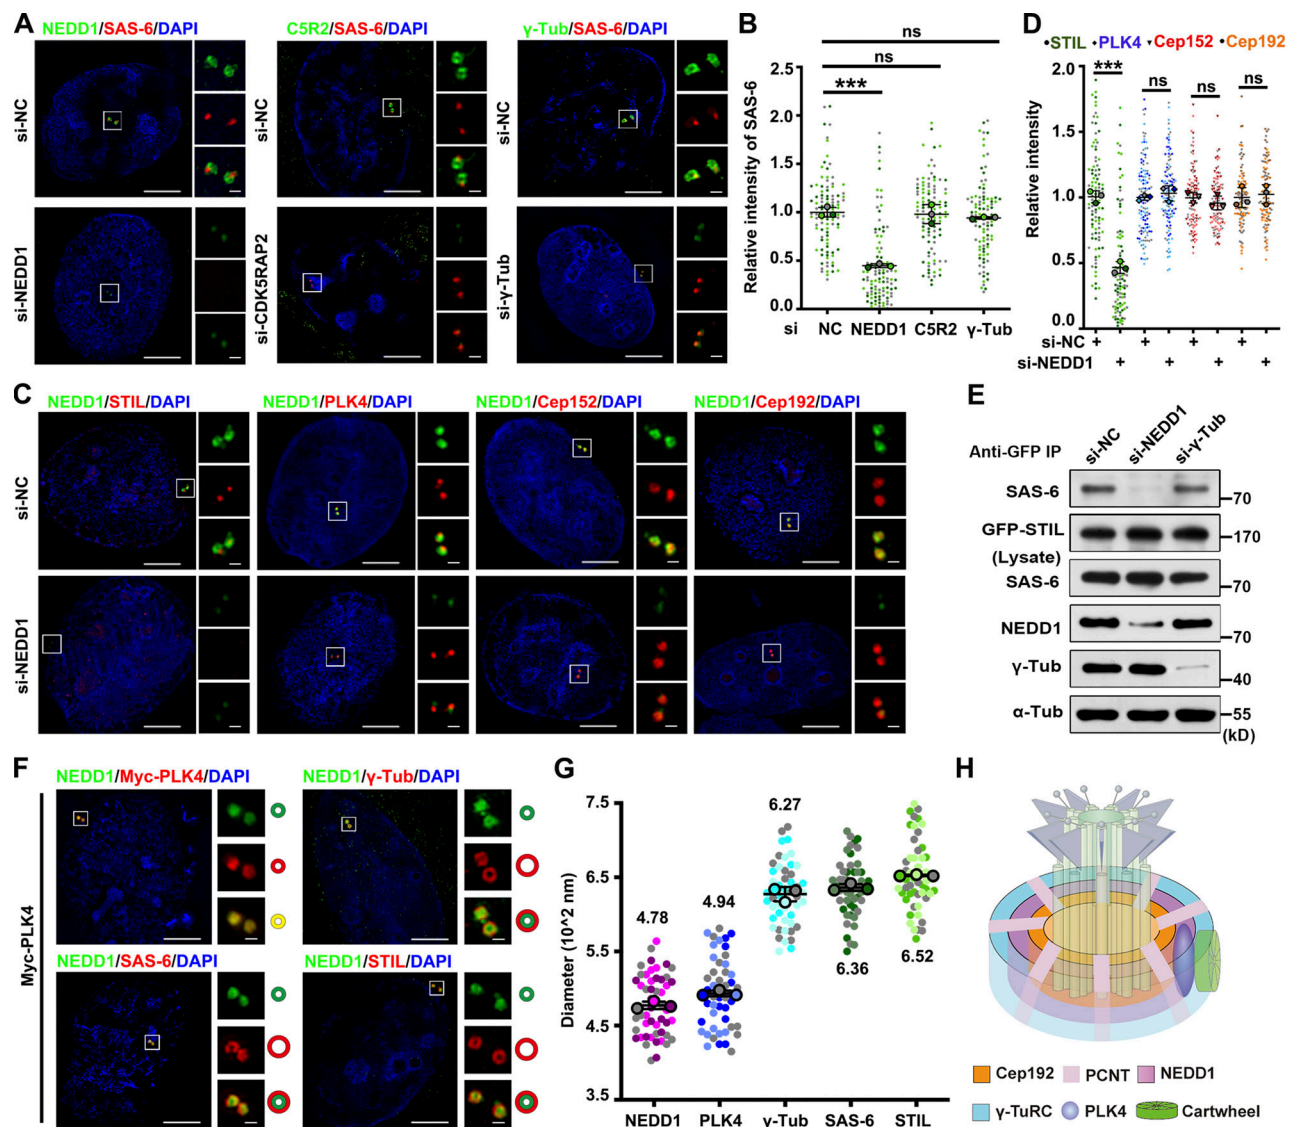 A
NEDD1/SAS-6/DAPI
C5R2/SAS-6/DAPI
γ-Tub/SAS-6/DAPI
si-NC
si-NC
si-NC
si-NEDD1
si-CDK5RAP2
si-γ-Tub
B
Relative intensity of SAS-6
ns
ns
***
2.0
1.5
1.0
0.5
0.0
si NC NEDD1 C5R2 γ-Tub
D
•STIL ⬩PLK4 ▾Cep152 •Cep192
Relative intensity
*** ns ns ns
2.0
1.5
1.0
0.5
0.0
si-NC + + + +
si-NEDD1 + + + +
C
NEDD1/STIL/DAPI
NEDD1/PLK4/DAPI
NEDD1/Cep152/DAPI
NEDD1/Cep192/DAPI
si-NC
si-NEDD1
E
Anti-GFP IP si-NC si-NEDD1 si-γ-Tub
SAS-6 70
GFP-STIL 170
(Lysate)
SAS-6 70
NEDD1 70
γ-Tub 40
α-Tub 55
(kD)
F
Myc-PLK4
NEDD1/Myc-PLK4/DAPI
NEDD1/γ-Tub/DAPI
NEDD1/SAS-6/DAPI
NEDD1/STIL/DAPI
G
Diameter (10^2 nm)
7.5
6.5
5.5
4.5
3.5
4.78
4.94
6.27
6.36
6.52
NEDD1 PLK4 γ-Tub SAS-6 STIL
H
Cep192 PCNT NEDD1
γ-TuRC PLK4 Cartwheel